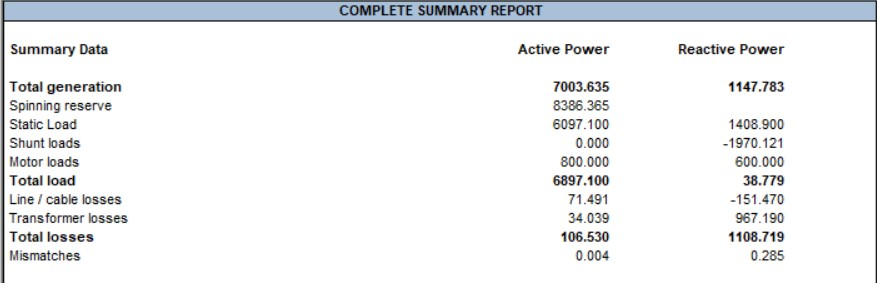 COMPLETE SUMMARY REPORT
Summary Data Active Power Reactive Power
Total generation 7003.635 1147.783
Spinning reserve 8386.365
Static Load 6097.100 1408.900
Shunt loads 0.000 -1970.121
Motor loads 800.000 600.000
Total load 6897.100 38.779
Line / cable losses 71.491 -151.470
Transformer losses 34.039 967.190
Total losses 106.530 1108.719
Mismatches 0.004 0.285